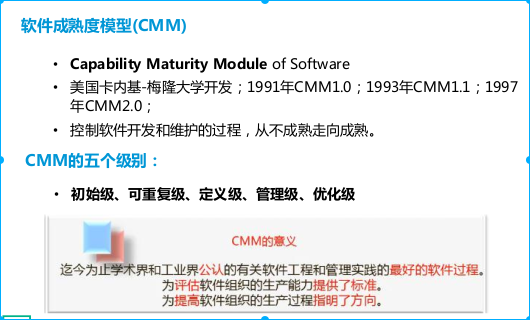 软件成熟度模型(CMM)
• Capability Maturity Module of Software
• 美国卡内基-梅隆大学开发；1991年CMM1.0；1993年CMM1.1；1997
年CMM2.0；
• 控制软件开发和维护的过程，从不成熟走向成熟。
CMM的五个级别：
• 初始级、可重复级、定义级、管理级、优化级
CMM的意义
迄今为止学术界和工业界公认的有关软件工程和管理实践的最好的软件过程。
为评估软件组织的生产能力提供了标准。
为提高软件组织的生产过程指明了方向。